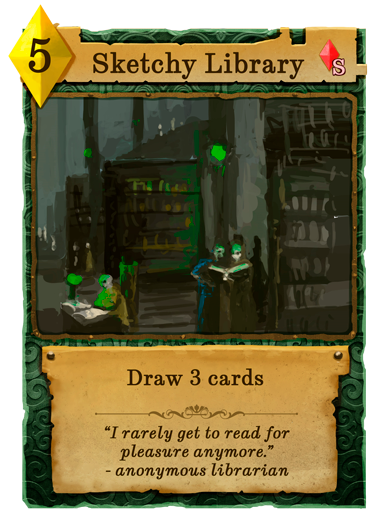 5
Sketchy Library
S
Draw 3 cards
“I rarely get to read for
pleasure anymore.”
- anonymous librarian